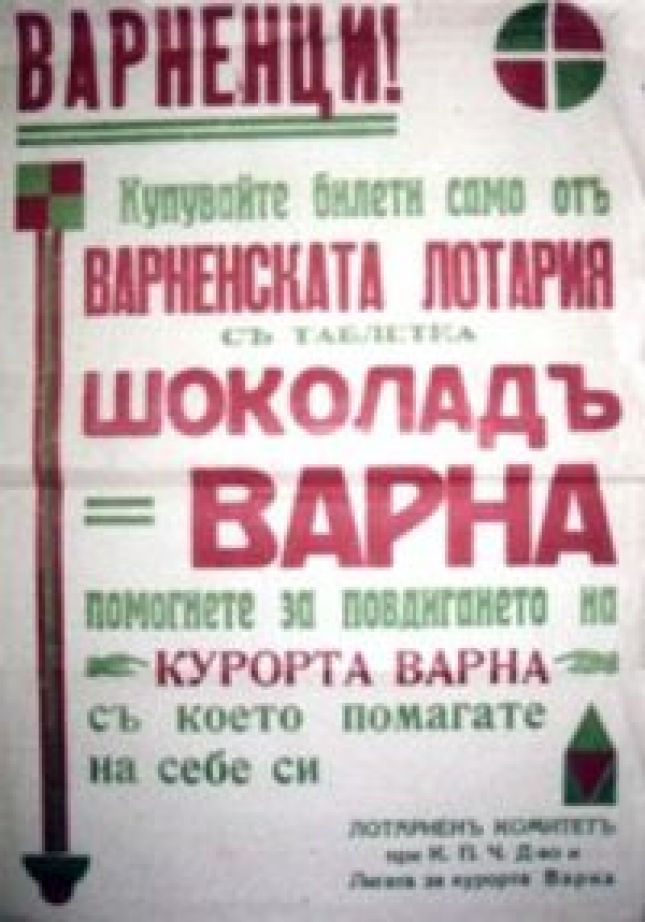 ВАРНЕНЦИ!
Купувайте билети само отъ
ВАРНЕНСКАТА ЛОТАРИЯ
СЪ ТАБЛЕТКА
ШОКОЛАДЪ
= ВАРНА
помогнете за повдигането на
КУРОРТА ВАРНА
съ което помагате
на себе си
ЛОТАРИЕНЪ КОМИТЕТЪ
при К. П. Ч. Д-во и
Лигата за курорта Варна